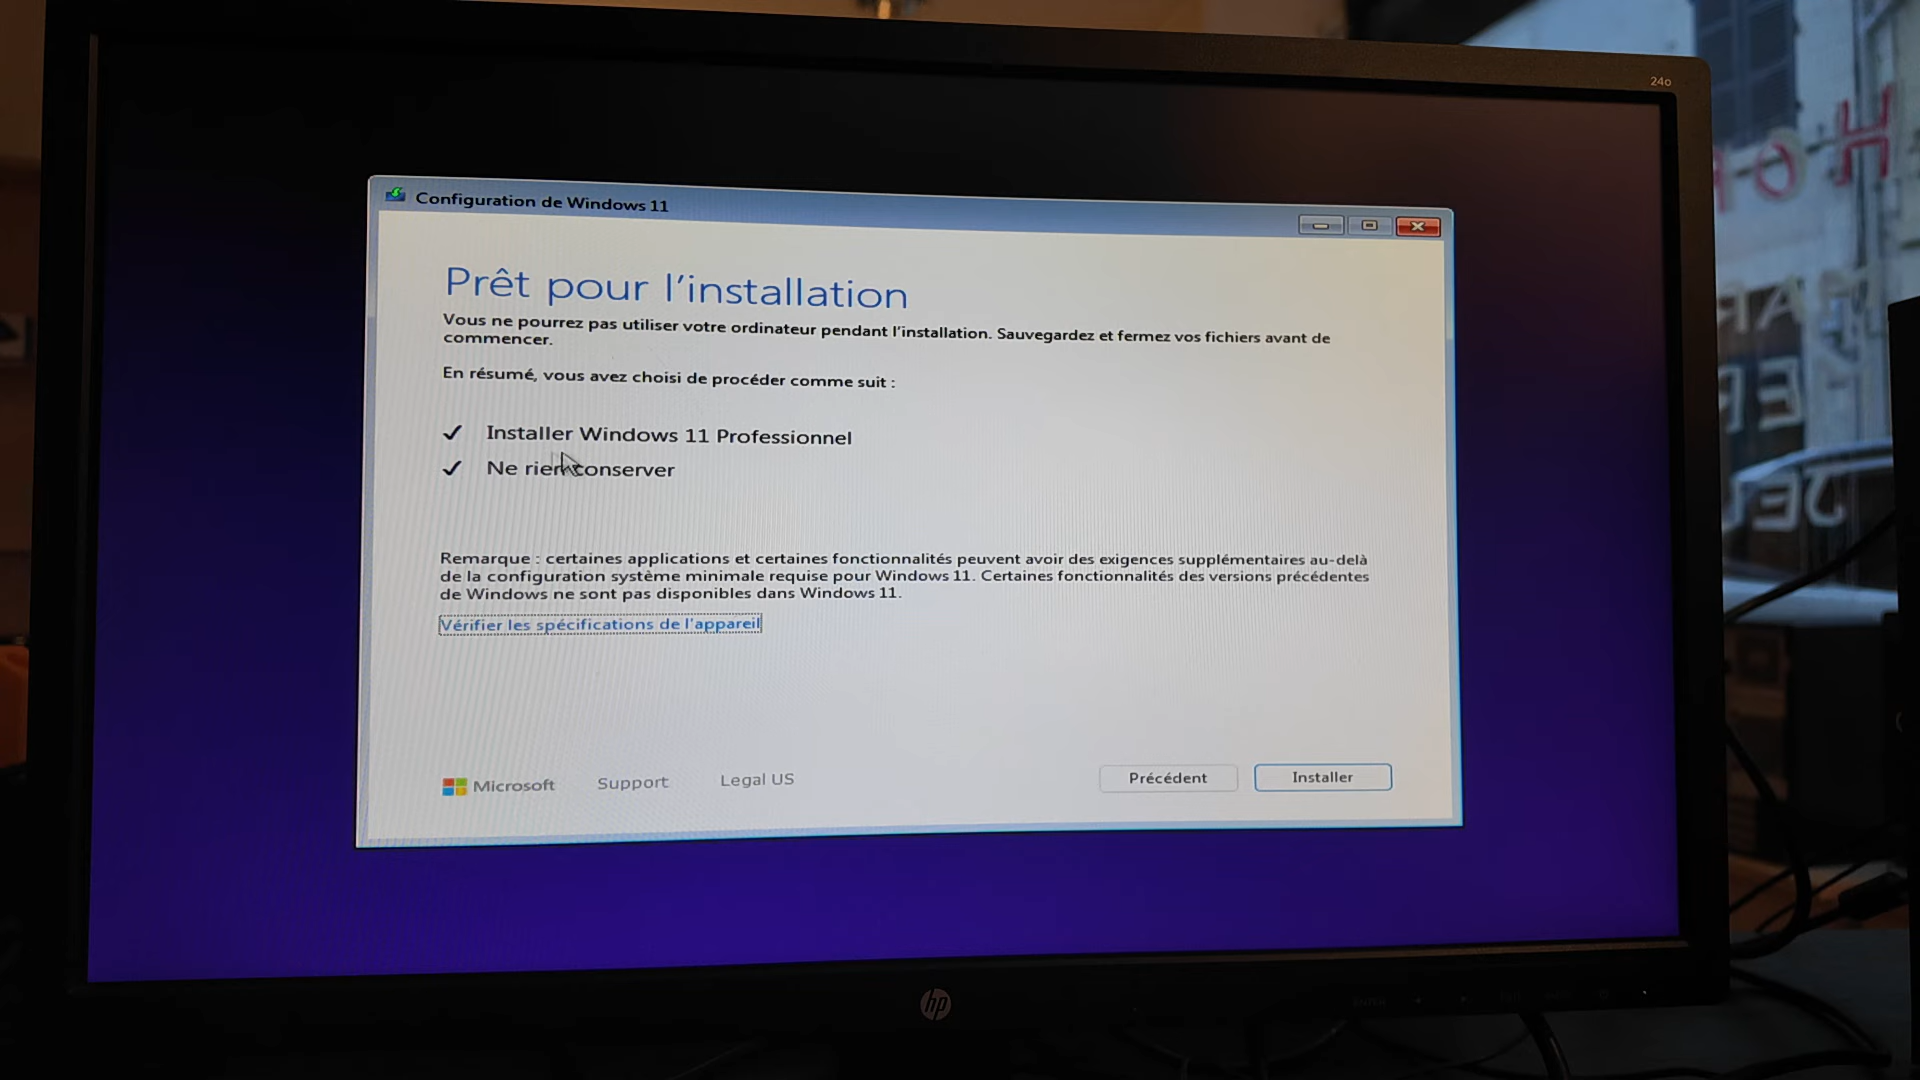 24o
Configuration de Windows 11
Prêt pour l'installation
Vous ne pourrez pas utiliser votre ordinateur pendant l'installation. Sauvegardez et fermez vos fichiers avant de
commencer.
En résumé, vous avez choisi de procéder comme suit :
Installer Windows 11 Professionnel
Ne rien conserver
Remarque : certaines applications et certaines fonctionnalités peuvent avoir des exigences supplémentaires au-delà
de la configuration système minimale requise pour Windows 11. Certaines fonctionnalités des versions précédentes
de Windows ne sont pas disponibles dans Windows 11.
Vérifier les spécifications de l'appareil
Microsoft Support Legal US Précédent Installer
hp